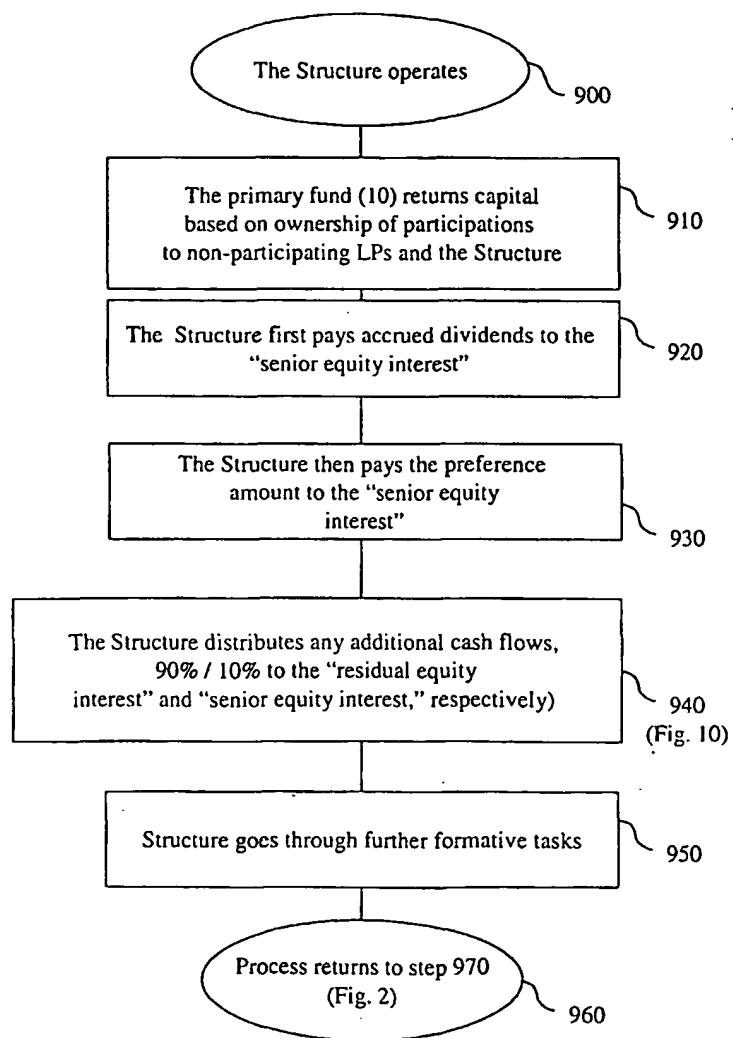 The Structure operates
900
The primary fund (10) returns capital
based on ownership of participations
to non-participating LPs and the Structure
910
The Structure first pays accrued dividends to the
“senior equity interest”
920
The Structure then pays the preference
amount to the “senior equity
interest”
930
The Structure distributes any additional cash flows,
90% / 10% to the “residual equity
interest” and “senior equity interest,” respectively)
940
(Fig. 10)
Structure goes through further formative tasks
950
Process returns to step 970
(Fig. 2)
960